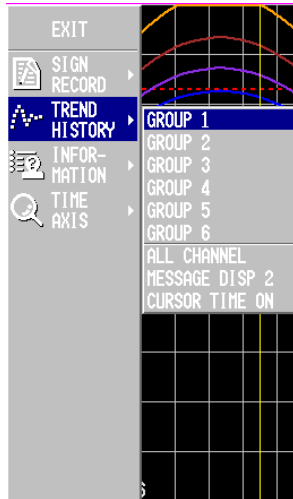 EXIT
SIGN
RECORD
TREND
HISTORY
INFOR-
MATION
TIME
AXIS
GROUP 1
GROUP 2
GROUP 3
GROUP 4
GROUP 5
GROUP 6
ALL CHANNEL
MESSAGE DISP 2
CURSOR TIME ON